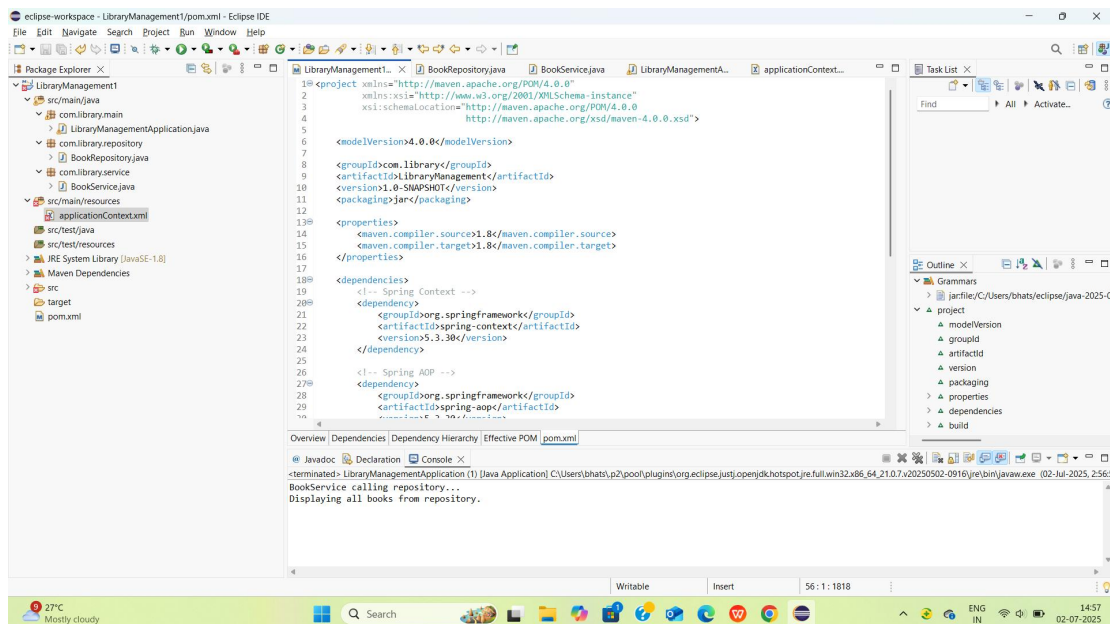 eclipse-workspace - LibraryManagement1/pom.xml - Eclipse IDE
File Edit Navigate Search Project Run Window Help
Package Explorer
LibraryManagement1
src/main/java
com.library.main
LibraryManagementApplication.java
com.library.repository
BookRepository.java
com.library.service
BookService.java
src/main/resources
applicationContext.xml
src/test/java
src/test/resources
JRE System Library [JavaSE-1.8]
Maven Dependencies
src
target
pom.xml
LibraryManagement1... BookRepository.java BookService.java LibraryManagementA... applicationContext....
1 <project xmlns="http://maven.apache.org/POM/4.0.0"
2 xmlns:xsi="http://www.w3.org/2001/XMLSchema-instance"
3 xsi:schemaLocation="http://maven.apache.org/POM/4.0.0
4 http://maven.apache.org/xsd/maven-4.0.0.xsd">
5
6 <modelVersion>4.0.0</modelVersion>
7
8 <groupId>com.library</groupId>
9 <artifactId>LibraryManagement</artifactId>
10 <version>1.0-SNAPSHOT</version>
11 <packaging>jar</packaging>
12
13 <properties>
14 <maven.compiler.source>1.8</maven.compiler.source>
15 <maven.compiler.target>1.8</maven.compiler.target>
16 </properties>
17
18 <dependencies>
19 <!-- Spring Context -->
20 <dependency>
21 <groupId>org.springframework</groupId>
22 <artifactId>spring-context</artifactId>
23 <version>5.3.30</version>
24 </dependency>
25
26 <!-- Spring AOP -->
27 <dependency>
28 <groupId>org.springframework</groupId>
29 <artifactId>spring-aop</artifactId>
Overview Dependencies Dependency Hierarchy Effective POM pom.xml
Task List
Find All Activate...
Outline
Grammars
jar:file:/C:/Users/bhats/eclipse/java-2025-0
project
modelVersion
groupId
artifactId
version
packaging
properties
dependencies
build
Javadoc Declaration Console
<terminated> LibraryManagementApplication (1) [Java Application] C:\Users\bhats\.p2\pool\plugins\org.eclipse.justj.openjdk.hotspot.jre.full.win32.x86_64_21.0.7.v20250502-0916\jre\bin\javaw.exe (02-Jul-2025, 2:56:5
BookService calling repository...
Displaying all books from repository.
Writable Insert 56 : 1 : 1818
9
27°C
Mostly cloudy
Search
ENG
IN
14:57
02-07-2025